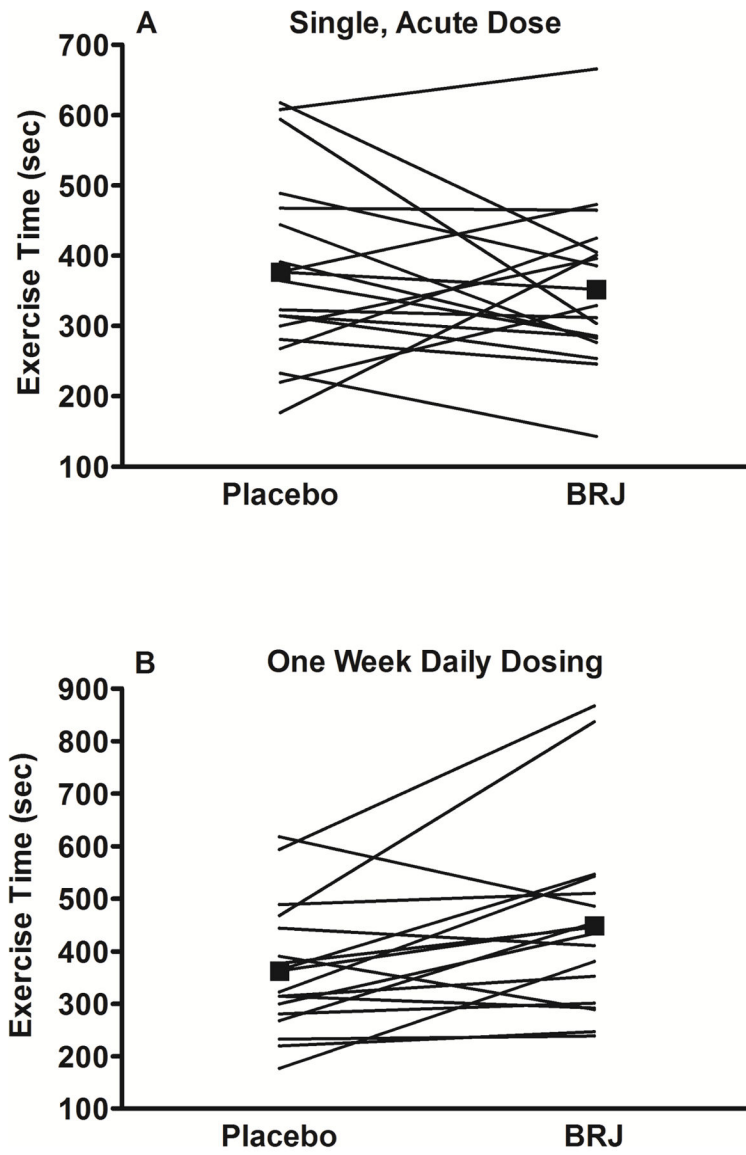 A Single, Acute Dose
700
600
500
400
300
200
100
Exercise Time (sec)
Placebo BRJ
B One Week Daily Dosing
900
800
700
600
500
400
300
200
100
Exercise Time (sec)
Placebo BRJ